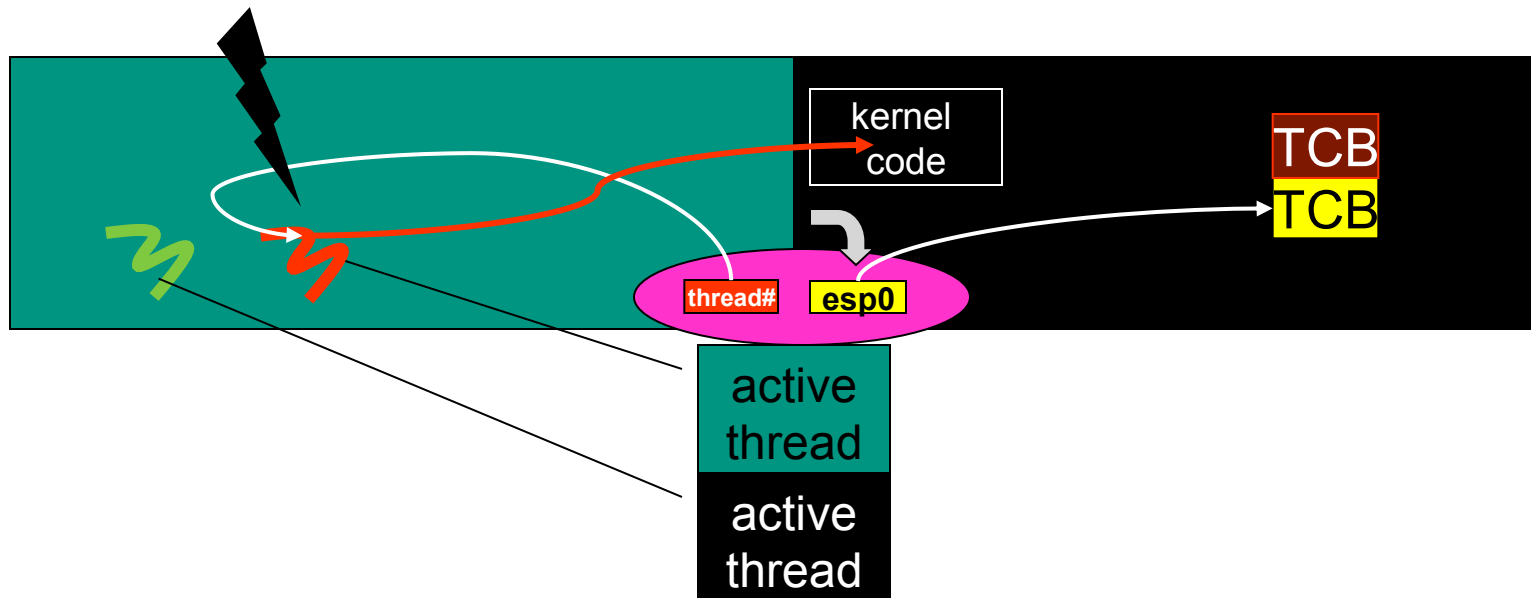 kernel
code
TCB
TCB
thread#
esp0
active
thread
active
thread